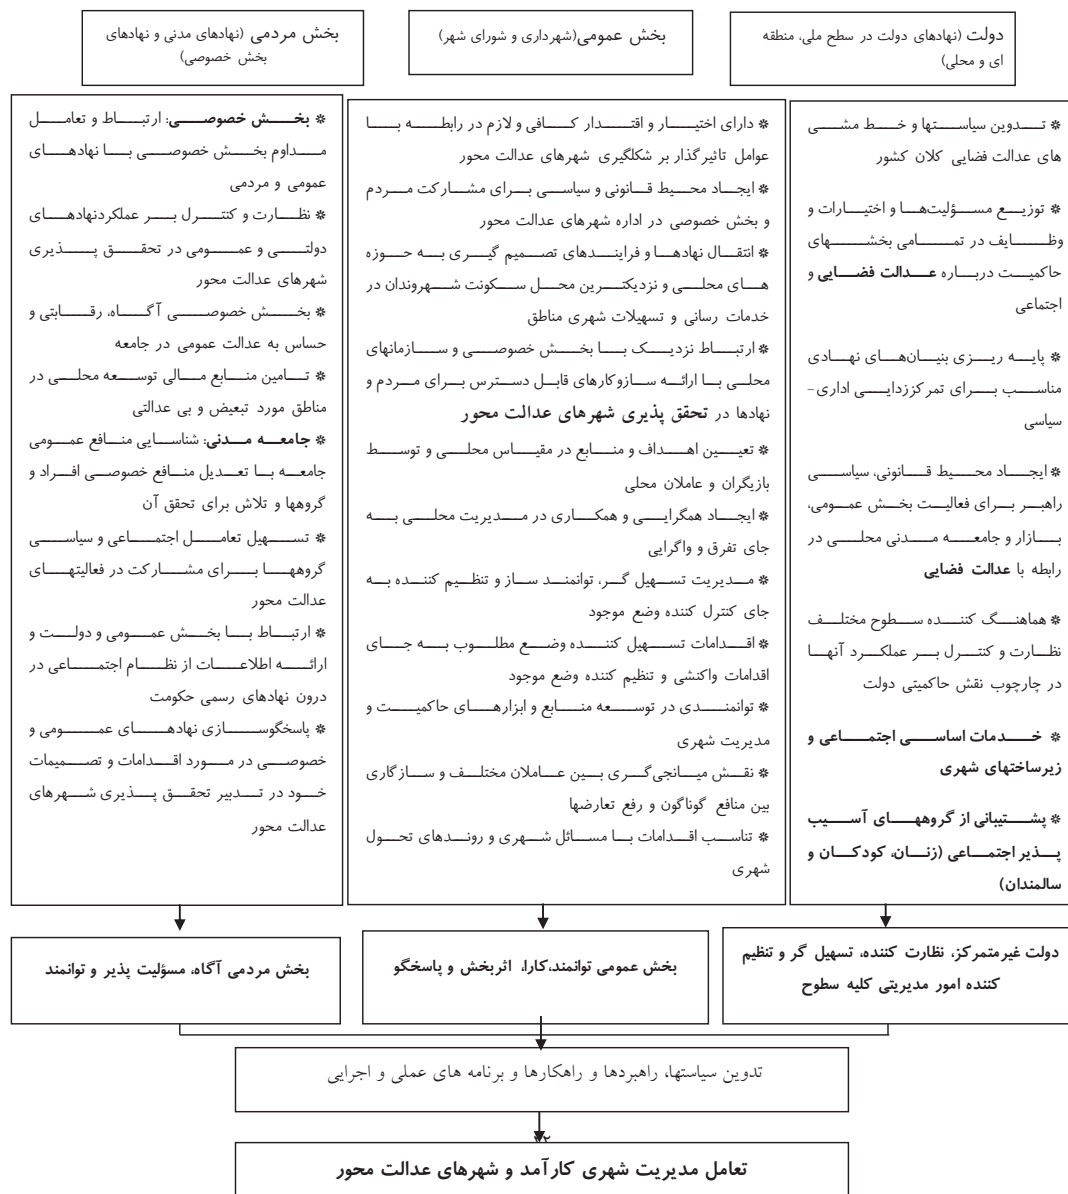 دولت (نهادهای دولت در سطح ملی، منطقه
ای و محلی)
بخش عمومی(شهرداری و شورای شهر)
بخش مردمی (نهادهای مدنی و نهادهای
بخش خصوصی)
* تدوین سیاستها و خط مشی
های عدالت فضایی کلان کشور
* توزیع مسؤلیت‌ها و اختیارات و
وظایف در تمامی بخشهای
حاکمیت درباره عدالت فضایی و
اجتماعی
* پایه ریزی بنیان‌های نهادی
مناسب برای تمرکززدایی اداری-
سیاسی
* ایجاد محیط قانونی، سیاسی
راهبر برای فعالیت بخش عمومی،
بازار و جامعه مدنی محلی در
رابطه با عدالت فضایی
* هماهنگ کننده سطوح مختلف
نظارت و کنترل بر عملکرد آنها
در چارچوب نقش حاکمیتی دولت
* خدمات اساسی اجتماعی و
زیرساختهای شهری
* پشتیبانی از گروههای آسیب
پذیر اجتماعی (زنان، کودکان و
سالمندان)
* دارای اختیار و اقتدار کافی و لازم در رابطه با
عوامل تاثیرگذار بر شکلگیری شهرهای عدالت محور
* ایجاد محیط قانونی و سیاسی برای مشارکت مردم
و بخش خصوصی در اداره شهرهای عدالت محور
* انتقال نهادها و فرایندهای تصمیم گیری به حوزه
های محلی و نزدیکترین محل سکونت شهروندان در
خدمات رسانی و تسهیلات شهری مناطق
* ارتباط نزدیک با بخش خصوصی و سازمانهای
محلی با ارائه سازوکارهای قابل دسترس برای مردم و
نهادها در تحقق پذیری شهرهای عدالت محور
* تعیین اهداف و منابع در مقیاس محلی و توسط
بازیگران و عاملان محلی
* ایجاد همگرایی و همکاری در مدیریت محلی به
جای تفرق و واگرایی
* مدیریت تسهیل گر، توانمند ساز و تنظیم کننده به
جای کنترل کننده وضع موجود
* اقدامات تسهیل کننده وضع مطلوب به جای
اقدامات واکنشی و تنظیم کننده وضع موجود
* توانمندی در توسعه منابع و ابزارهای حاکمیت و
مدیریت شهری
* نقش میانجی‌گری بین عاملان مختلف و سازگاری
بین منافع گوناگون و رفع تعارضها
* تناسب اقدامات با مسائل شهری و روندهای تحول
شهری
* بخش خصوصی: ارتباط و تعامل
مداوم بخش خصوصی با نهادهای
عمومی و مردمی
* نظارت و کنترل بر عملکردنهادهای
دولتی و عمومی در تحقق پذیری
شهرهای عدالت محور
* بخش خصوصی آگاه، رقابتی و
حساس به عدالت عمومی در جامعه
* تامین منابع مالی توسعه محلی در
مناطق مورد تبعیض و بی عدالتی
* جامعه مدنی: شناسایی منافع عمومی
جامعه با تعدیل منافع خصوصی افراد و
گروهها و تلاش برای تحقق آن
* تسهیل تعامل اجتماعی و سیاسی
گروهها برای مشارکت در فعالیتهای
عدالت محور
* ارتباط با بخش عمومی و دولت و
ارائه اطلاعات از نظام اجتماعی در
درون نهادهای رسمی حکومت
* پاسخگوسازی نهادهای عمومی و
خصوصی در مورد اقدامات و تصمیمات
خود در تدبیر تحقق پذیری شهرهای
عدالت محور
دولت غیرمتمرکز، نظارت کننده، تسهیل گر و تنظیم
کننده امور مدیریتی کلیه سطوح
بخش عمومی توانمند،کارا، اثربخش و پاسخگو
بخش مردمی آگاه، مسؤلیت پذیر و توانمند
تدوین سیاستها، راهبردها و راهکارها و برنامه های عملی و اجرایی
تعامل مدیریت شهری کارآمد و شهرهای عدالت محور